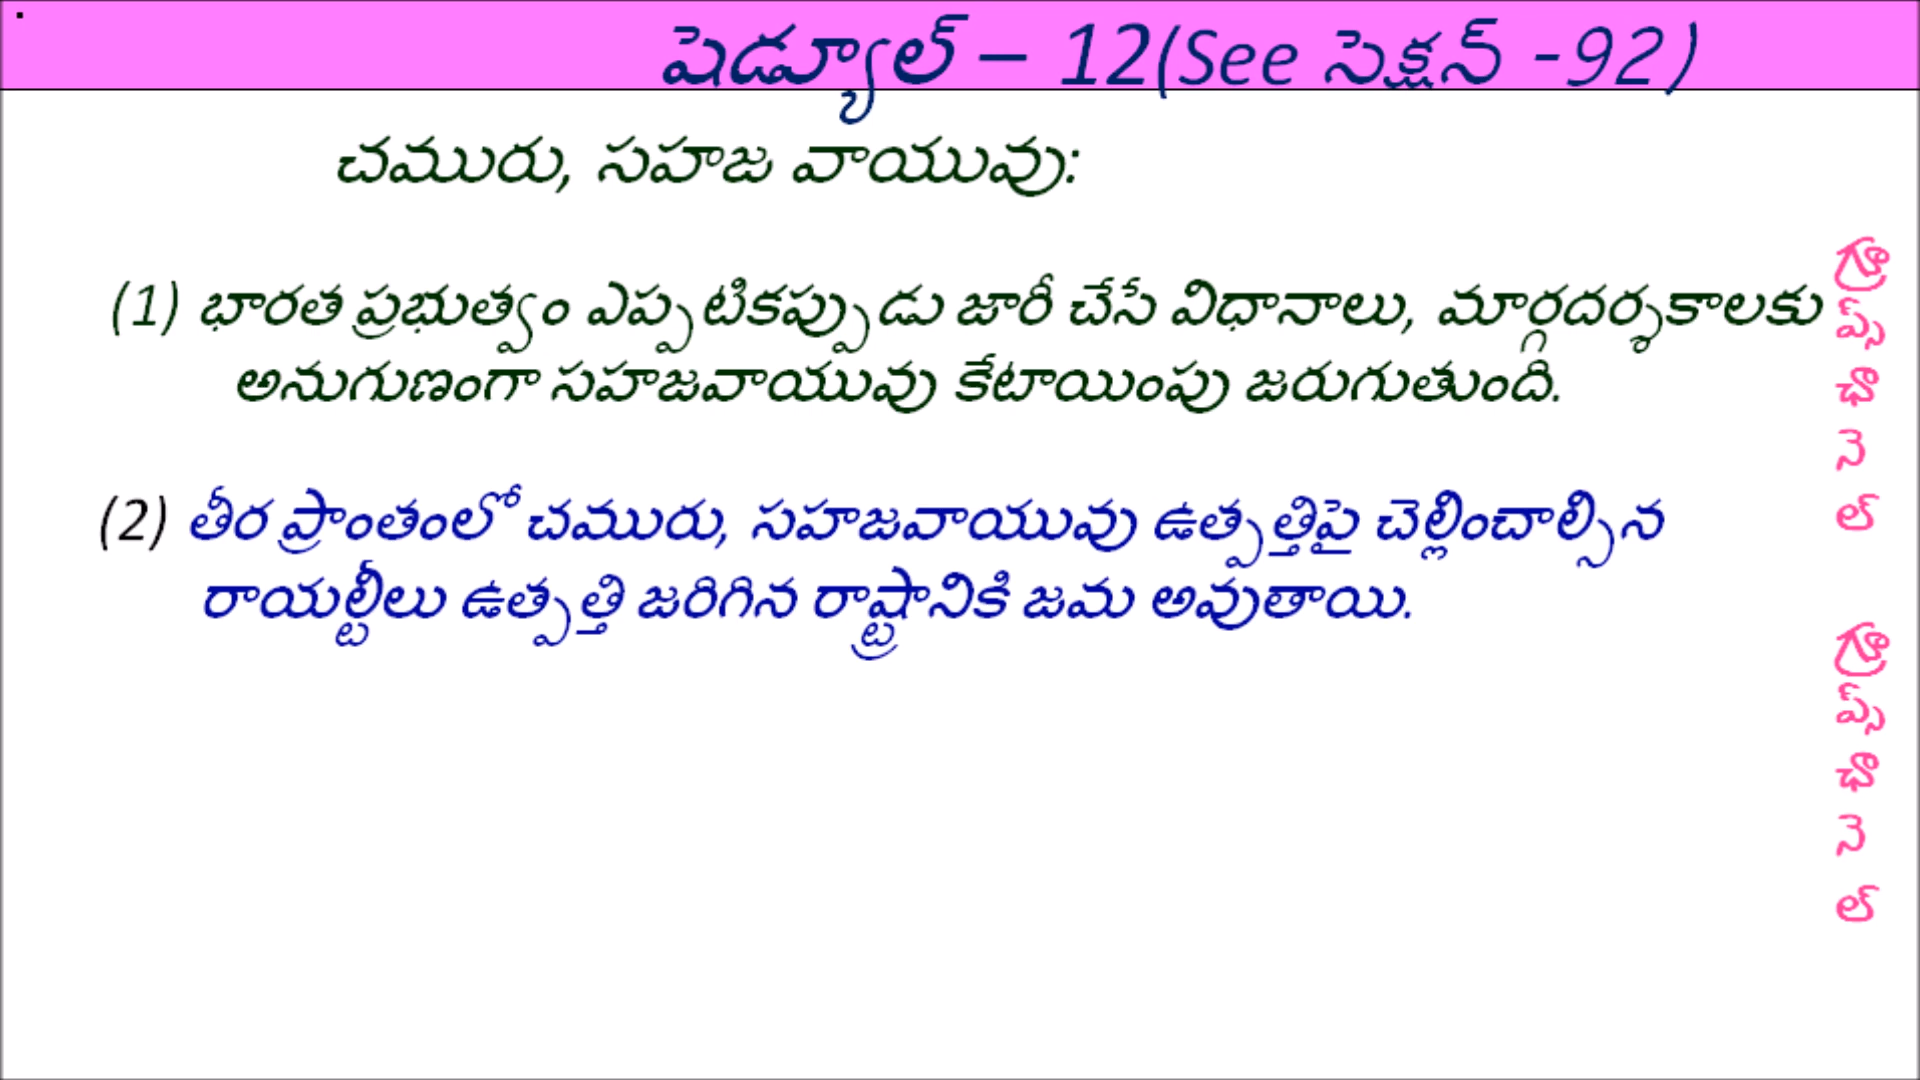 షెడ్యూల్ – 12(See సెక్షన్ -92)
చమురు, సహజ వాయువు:
(1) భారత ప్రభుత్వం ఎప్పటికప్పుడు జారీ చేసే విధానాలు, మార్గదర్శకాలకు
అనుగుణంగా సహజవాయువు కేటాయింపు జరుగుతుంది.
(2) తీర ప్రాంతంలో చమురు, సహజవాయువు ఉత్పత్తిపై చెల్లించాల్సిన
రాయల్టీలు ఉత్పత్తి జరిగిన రాష్ట్రానికి జమ అవుతాయి.
గ్రూ
ప్స్
ఛా
నె
ల్
గ్రూ
ప్స్
ఛా
నె
ల్